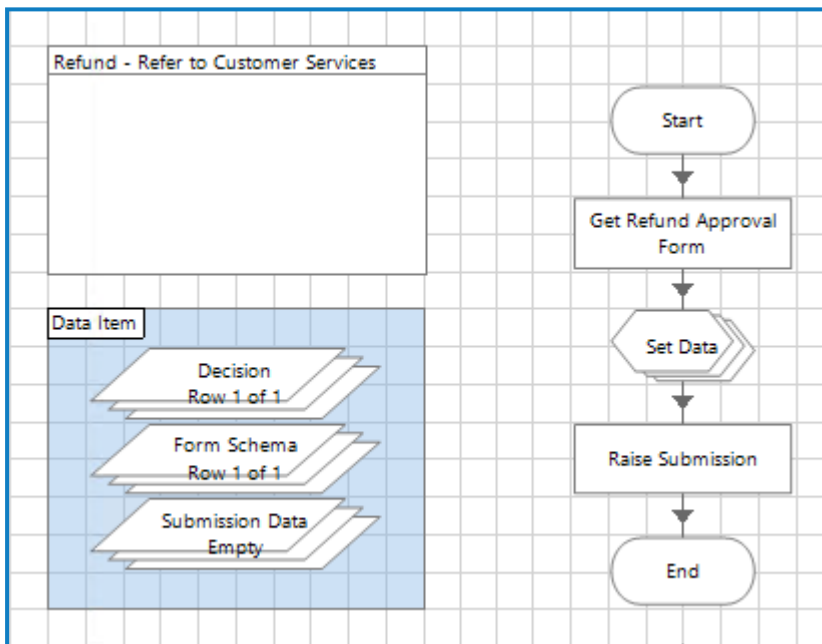 Refund - Refer to Customer Services
Data Item
Decision
Row 1 of 1
Form Schema
Row 1 of 1
Submission Data
Empty
Start
Get Refund Approval
Form
Set Data
Raise Submission
End